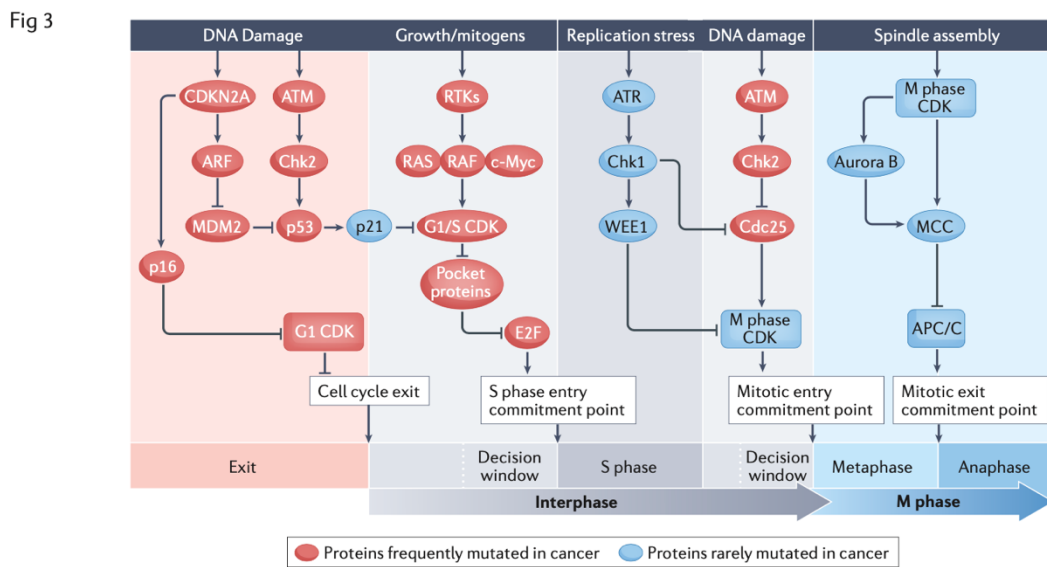 Fig 3
DNA Damage
Growth/mitogens
Replication stress
DNA damage
Spindle assembly
CDKN2A
ATM
RTKs
ATR
ATM
M phase
CDK
ARF
Chk2
RAS
RAF
c-Myc
Chk1
Chk2
Aurora B
MDM2
p53
p21
G1/S CDK
WEE1
Cdc25
MCC
p16
Pocket
proteins
G1 CDK
E2F
M phase
CDK
APC/C
Cell cycle exit
S phase entry
commitment point
Mitotic entry
commitment point
Mitotic exit
commitment point
Exit
Decision
window
S phase
Decision
window
Metaphase
Anaphase
Interphase
M phase
Proteins frequently mutated in cancer
Proteins rarely mutated in cancer